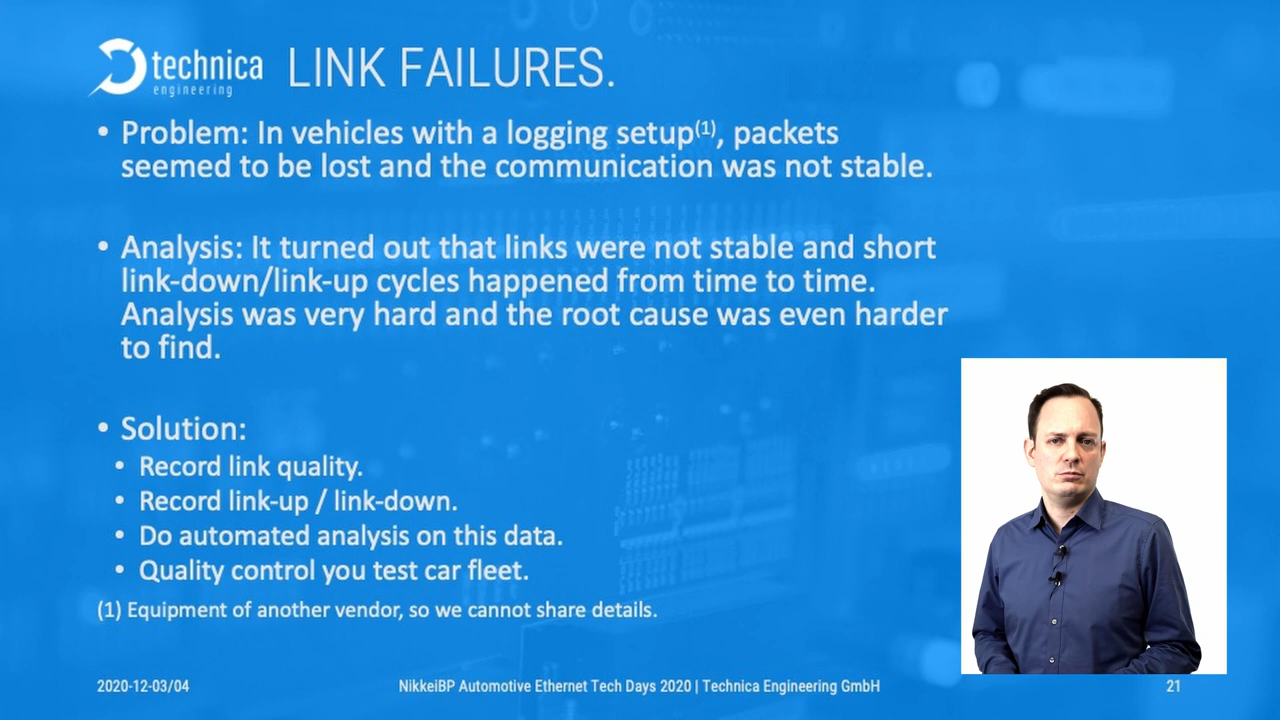 technica
engineering
LINK FAILURES.
• Problem: In vehicles with a logging setup(1), packets
seemed to be lost and the communication was not stable.
• Analysis: It turned out that links were not stable and short
link-down/link-up cycles happened from time to time.
Analysis was very hard and the root cause was even harder
to find.
• Solution:
• Record link quality.
• Record link-up / link-down.
• Do automated analysis on this data.
• Quality control you test car fleet.
(1) Equipment of another vendor, so we cannot share details.
2020-12-03/04
NikkeiBP Automotive Ethernet Tech Days 2020 | Technica Engineering GmbH
21